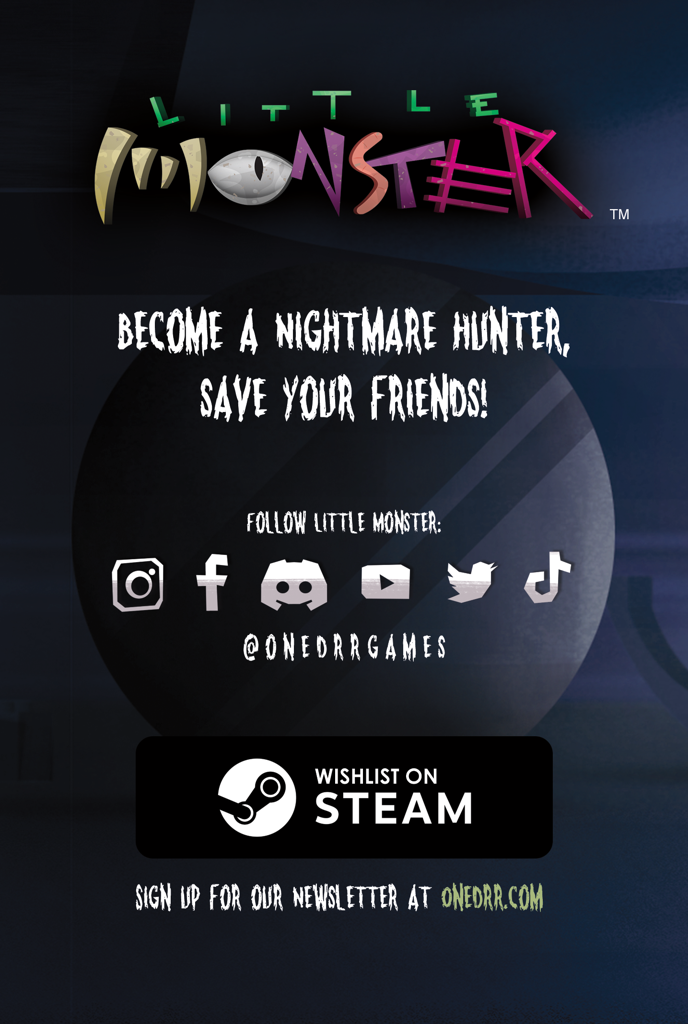 LITTLE
MONSTER
TM
BECOME A NIGHTMARE HUNTER,
SAVE YOUR FRIENDS!
FOLLOW LITTLE MONSTER:
@ONEDRRGAMES
WISHLIST ON
STEAM
SIGN UP FOR OUR NEWSLETTER AT ONEDRR.COM